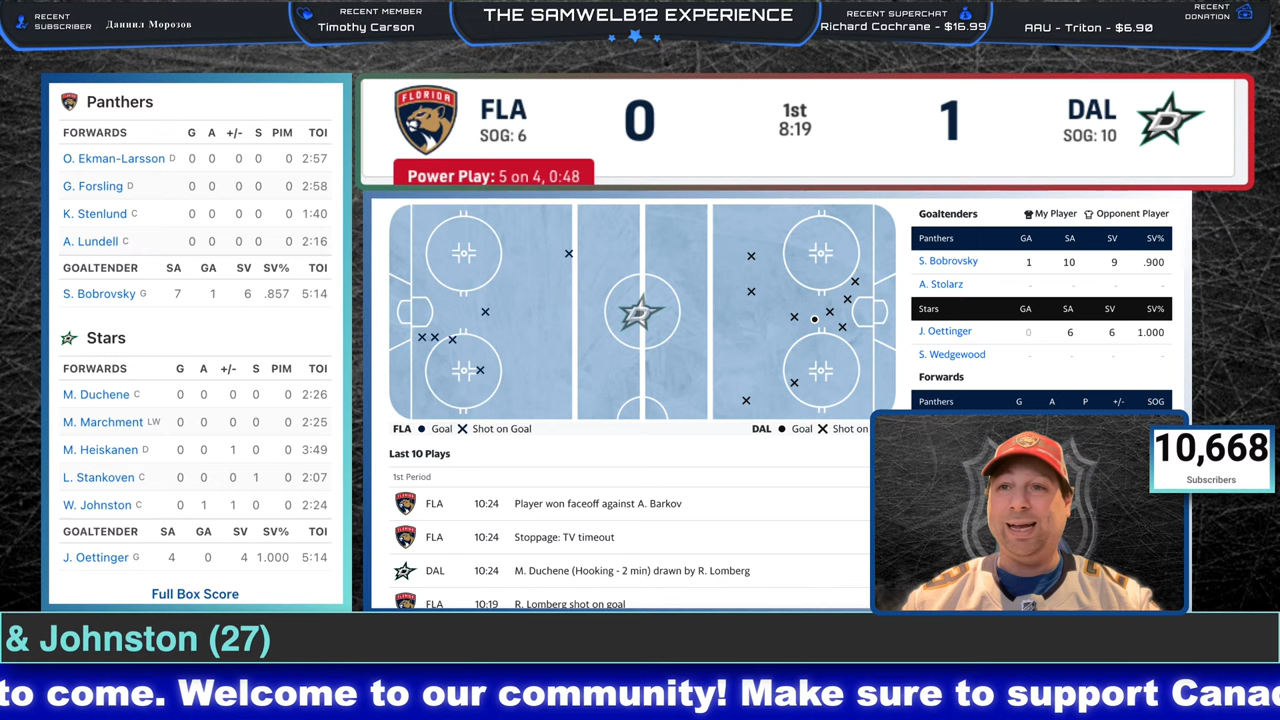 RECENT
SUBSCRIBER
Даниил Морозов
RECENT MEMBER
Timothy Carson
THE SAMWELB12 EXPERIENCE
RECENT SUPERCHAT
Richard Cochrane - $16.99
RECENT
DONATION
AAU - Triton - $6.90
Panthers
FORWARDS G A +/- S PIM TOI
O. Ekman-Larsson D 0 0 0 0 0 2:57
G. Forsling D 0 0 0 0 0 2:58
K. Stenlund C 0 0 0 0 0 1:40
A. Lundell C 0 0 0 0 0 2:16
GOALTENDER SA GA SV SV% TOI
S. Bobrovsky G 7 1 6 .857 5:14
Stars
FORWARDS G A +/- S PIM TOI
M. Duchene C 0 0 0 0 0 2:26
M. Marchment LW 0 0 0 0 0 2:25
M. Heiskanen D 0 0 1 0 0 3:49
L. Stankoven C 0 0 0 1 0 2:07
W. Johnston C 0 1 1 0 0 2:24
GOALTENDER SA GA SV SV% TOI
J. Oettinger G 4 0 4 1.000 5:14
Full Box Score
FLORIDA
FLA
SOG: 6
0
1st
8:19
1
DAL
SOG: 10
Power Play: 5 on 4, 0:48
FLA Goal Shot on Goal
DAL Goal Shot on
Last 10 Plays
1st Period
FLA 10:24 Player won faceoff against A. Barkov
FLA 10:24 Stoppage: TV timeout
DAL 10:24 M. Duchene (Hooking - 2 min) drawn by R. Lomberg
FLA 10:19 R. Lomberg shot on goal
Goaltenders My Player Opponent Player
Panthers GA SA SV SV%
S. Bobrovsky 1 10 9 .900
A. Stolarz - - - -
Stars GA SA SV SV%
J. Oettinger 0 6 6 1.000
S. Wedgewood - - - -
Forwards
Panthers G A P +/- SOG
10,668
Subscribers
& Johnston (27)
to come. Welcome to our community! Make sure to support Canad